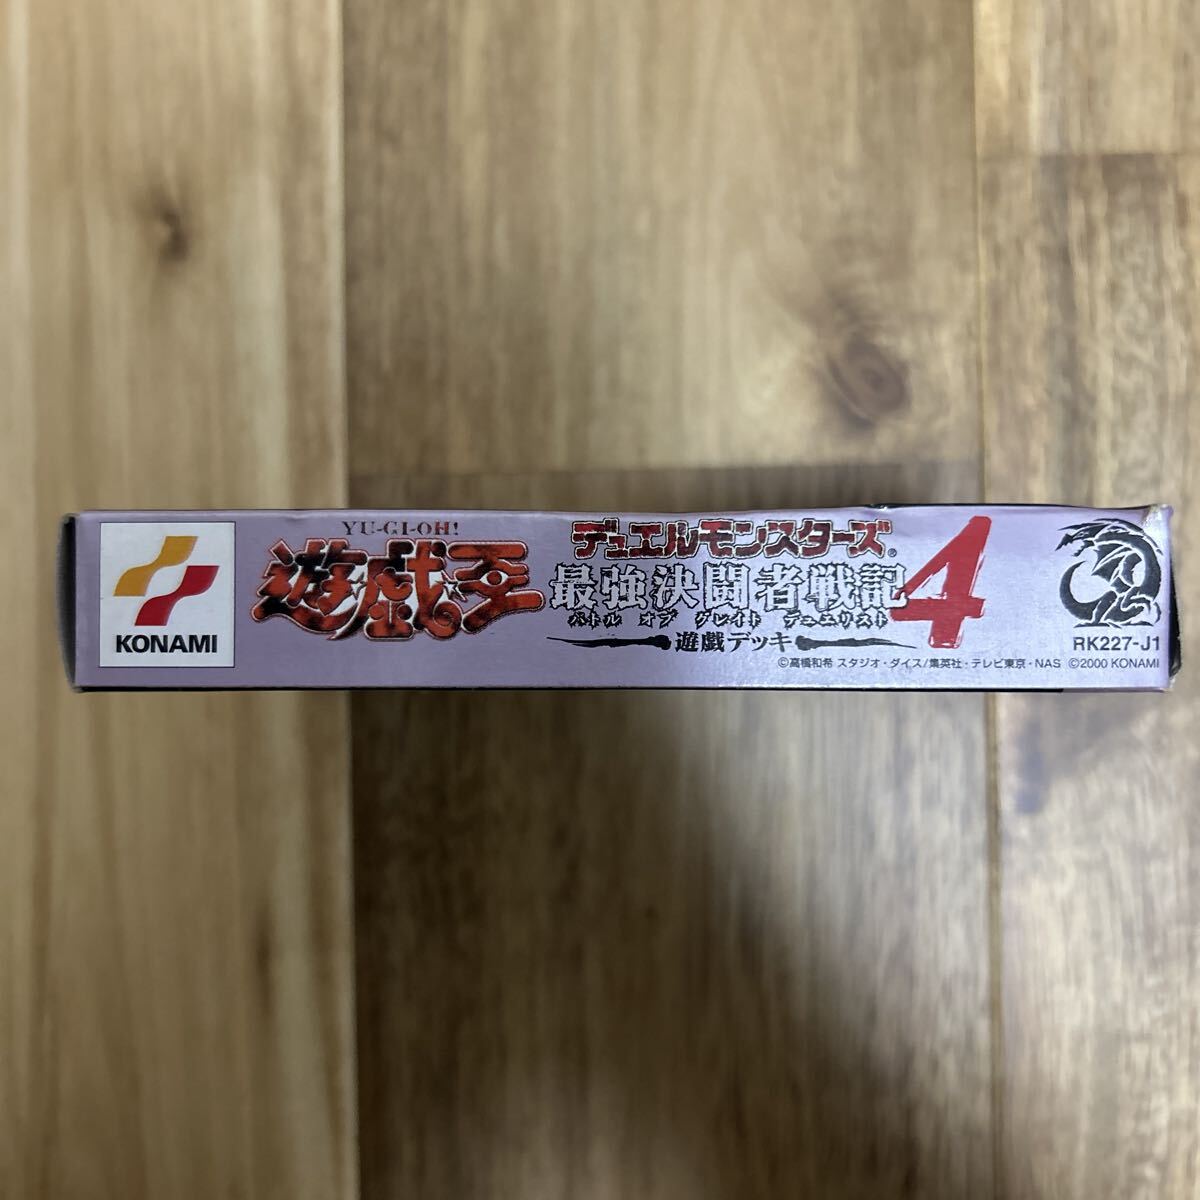 KONAMI
YU-GI-OH!
遊戯王
デュエルモンスターズ®
4
最強決闘者戦記
バトル オブ グレイト デュエリスト
遊戯デッキ
RK227-J1
©高橋和希 スタジオ・ダイス/集英社・テレビ東京・NAS ©2000 KONAMI